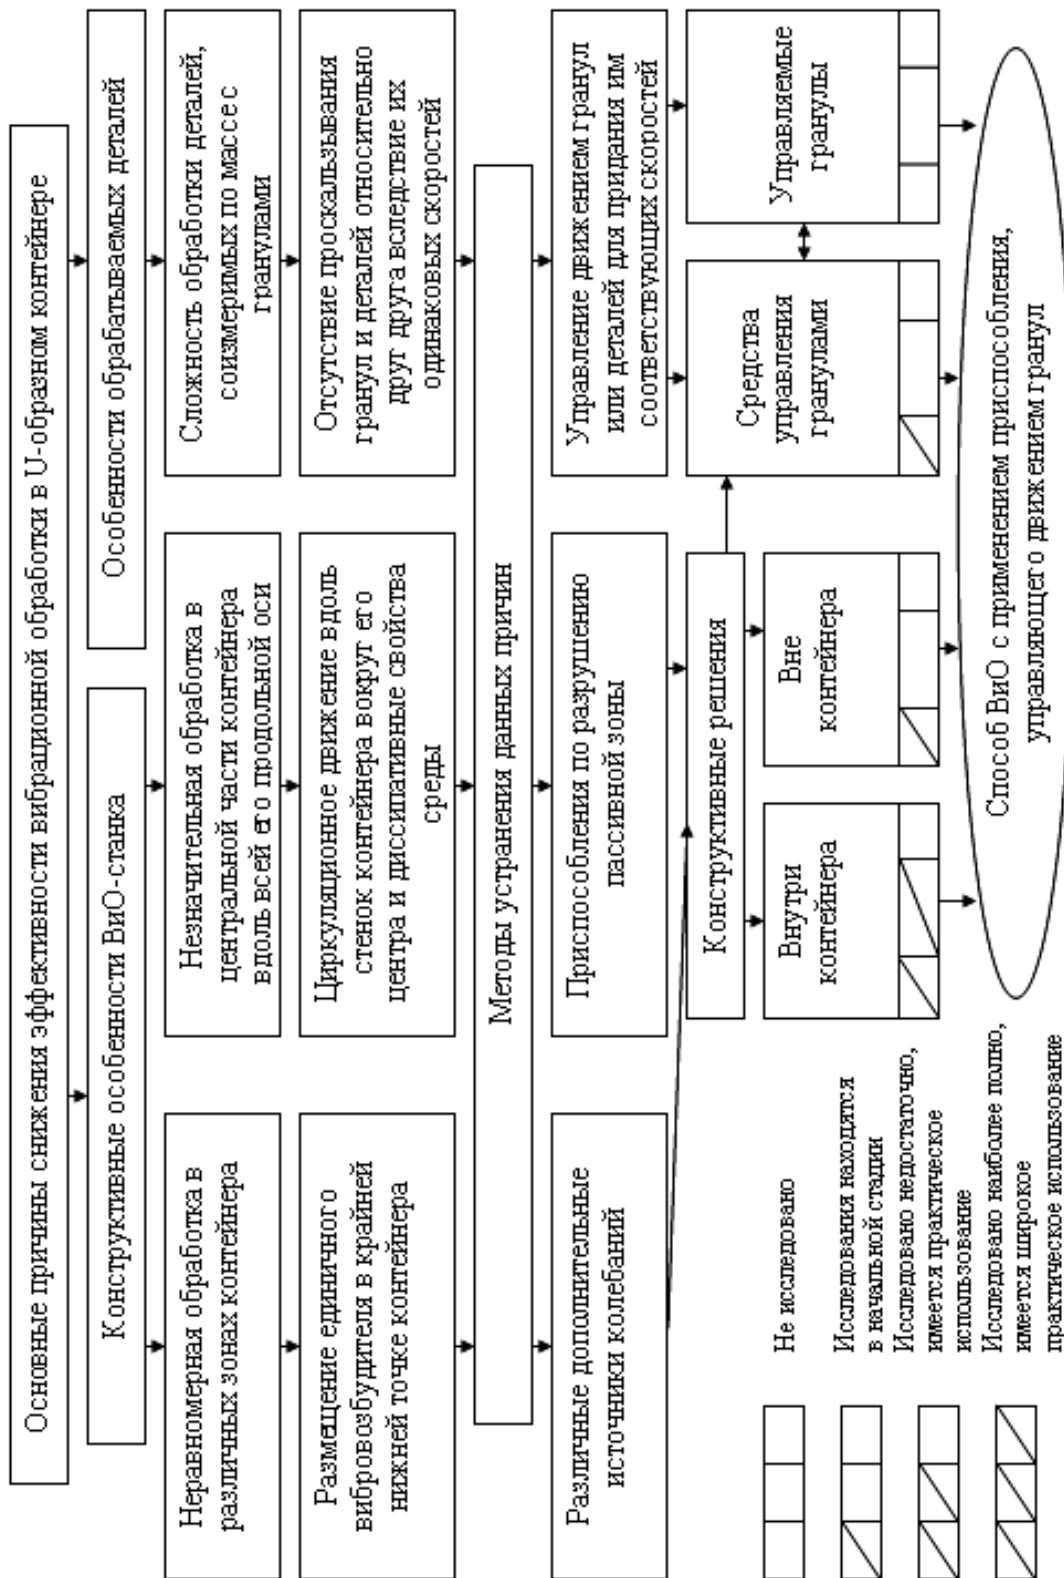 Основные причины снижения эффективности вибрационной обработки в U-образном контейнере
Конструктивные особенности ВиО-станка
Особенности обрабатываемых деталей
Неравномерная обработка в
различных зонах контейнера
Незначительная обработка в
центральной части контейнера
вдоль всей его продольной оси
Сложность обработки деталей,
соизмеримых по массе с
гранулами
Размещение единичного
вибровозбудителя в крайней
нижней точке контейнера
Циркуляционное движение вдоль
стенок контейнера вокруг его
центра и диссипативные свойства
среды
Отсутствие проскальзывания
гранул и деталей относительно
друг друга вследствие их
одинаковых скоростей
Методы устранения данных причин
Различные дополнительные
источники колебаний
Приспособления по разрушению
пассивной зоны
Управление движением гранул
или деталей для придания им
соответствующих скоростей
Конструктивные решения
Внутри
контейнера
Вне
контейнера
Средства
управления
гранулами
Управляемые
гранулы
Не исследовано
Исследования находятся
в начальной стадии
Исследовано недостаточно,
имеется практическое
использование
Исследовано наиболее полно,
имеется широкое
практическое использование
Способ ВиО с применением приспособления,
управляющего движением гранул